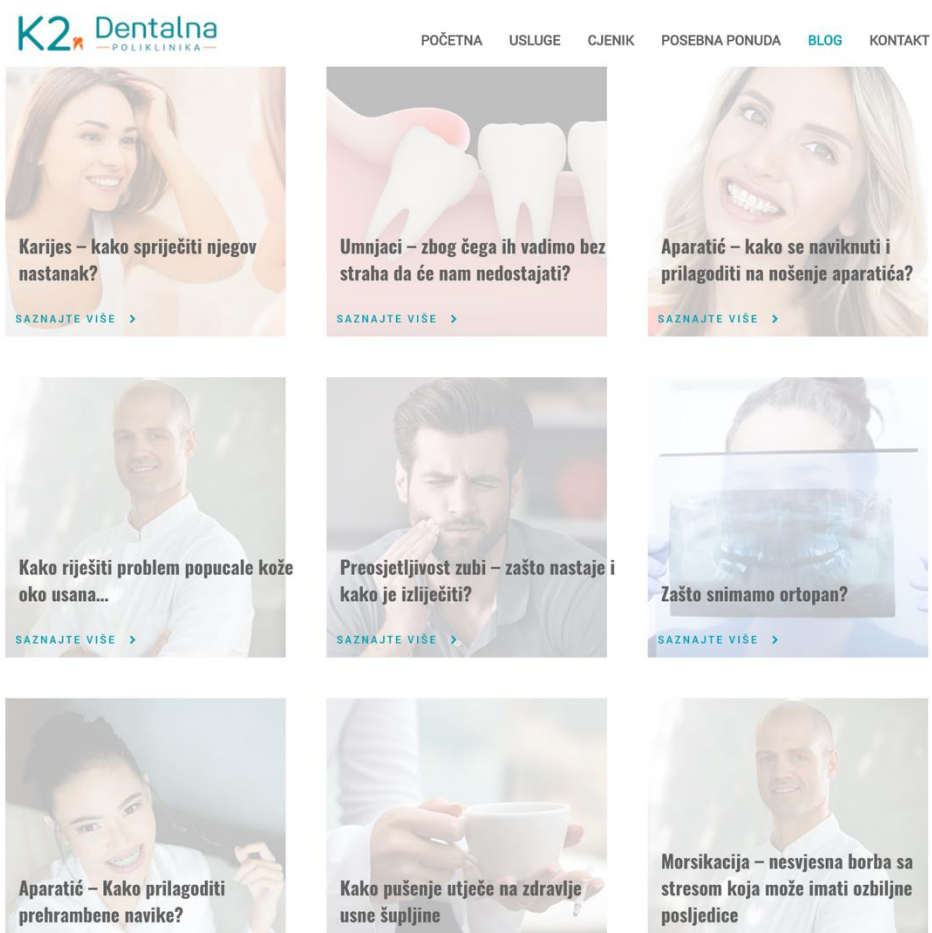 K2 Dentalna
POLIKLINIKA
POČETNA USLUGE CJENIK POSEBNA PONUDA BLOG KONTAKT
Karijes – kako spriječiti njegov
nastanak?
SAZNAJTE VIŠE
Umnjaci – zbog čega ih vadimo bez
straha da će nam nedostajati?
SAZNAJTE VIŠE
Aparatić – kako se naviknuti i
prilagoditi na nošenje aparatića?
SAZNAJTE VIŠE
Kako riješiti problem popucale kože
oko usana...
SAZNAJTE VIŠE
Preosjetljivost zubi – zašto nastaje i
kako je izliječiti?
SAZNAJTE VIŠE
Zašto snimamo ortopan?
SAZNAJTE VIŠE
Aparatić – Kako prilagoditi
prehrambene navike?
Kako pušenje utječe na zdravlje
usne šupljine
Morsikacija – nesvjesna borba sa
stresom koja može imati ozbiljne
posljedice